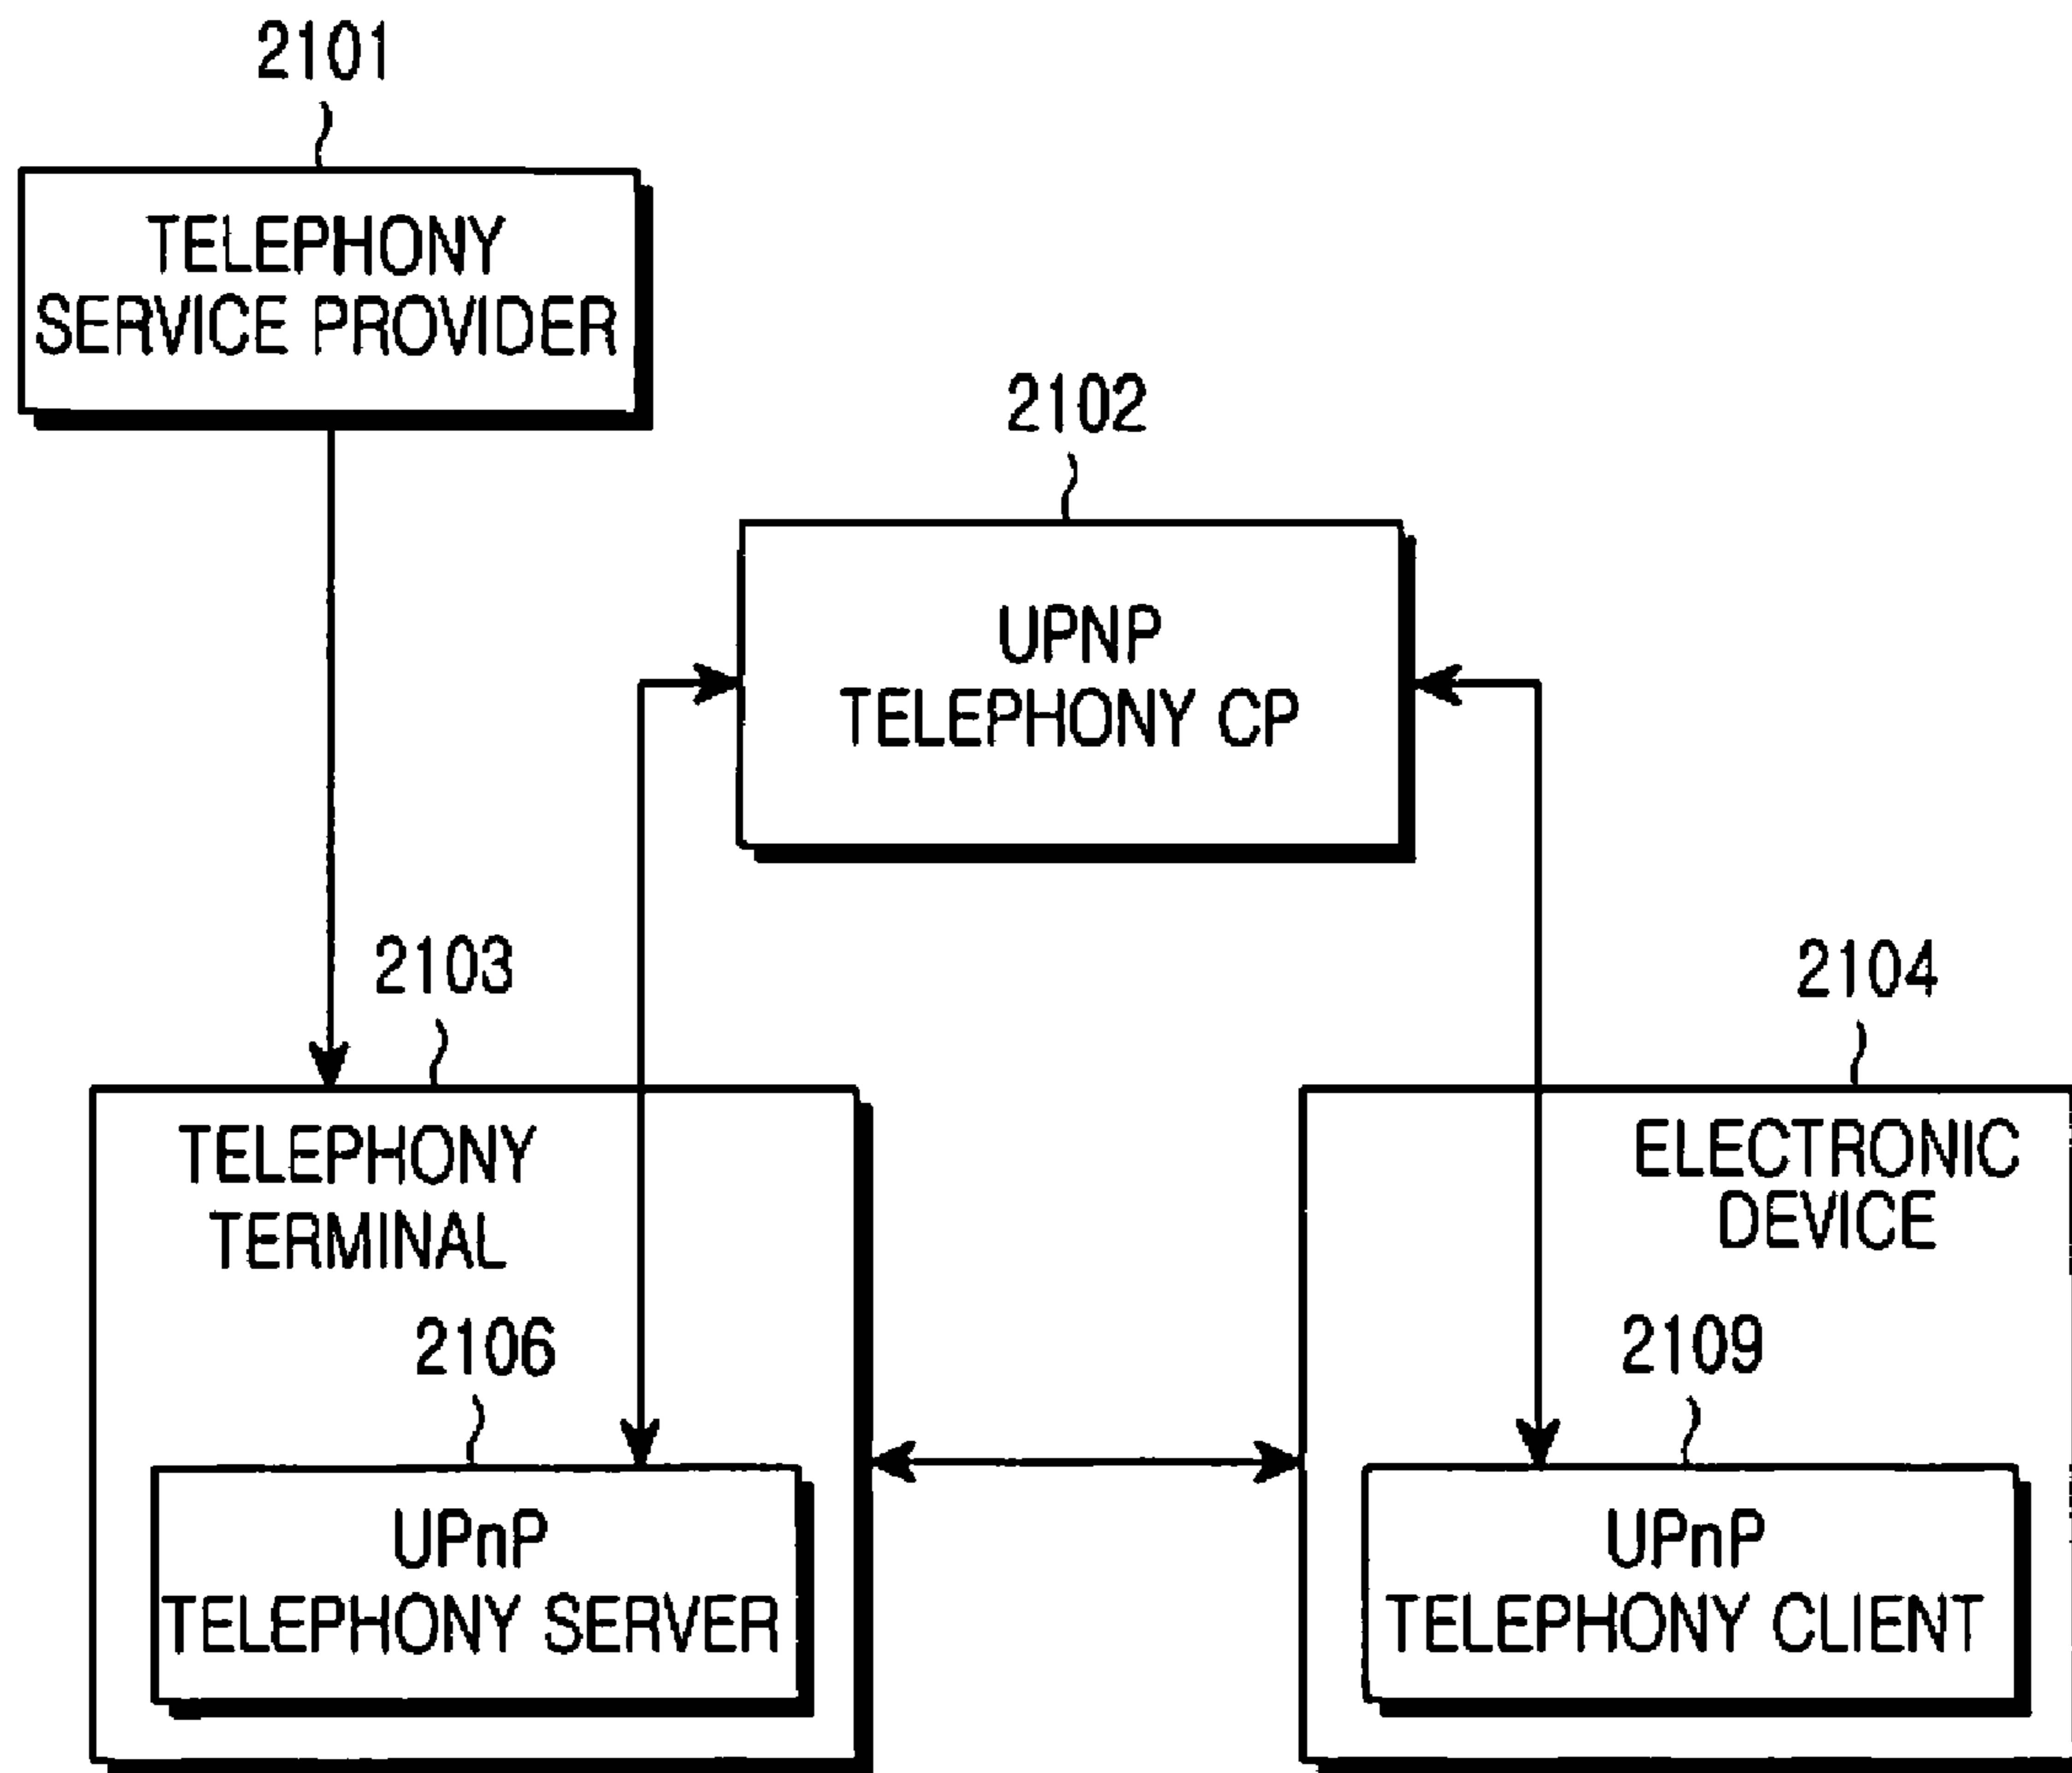 2101
TELEPHONY
SERVICE PROVIDER
2102
UPNP
TELEPHONY CP
2103
TELEPHONY
TERMINAL
2104
ELECTRONIC
DEVICE
2106
UPnP
TELEPHONY SERVER
2109
UPnP
TELEPHONY CLIENT